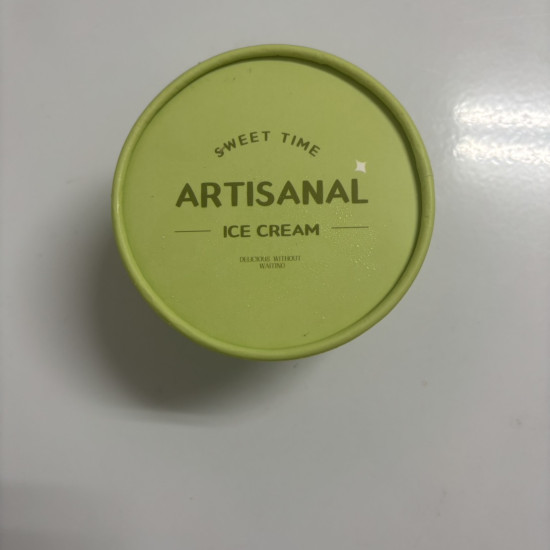 SWEET TIME
ARTISANAL
ICE CREAM
DELICIOUS WITHOUT
WAITING